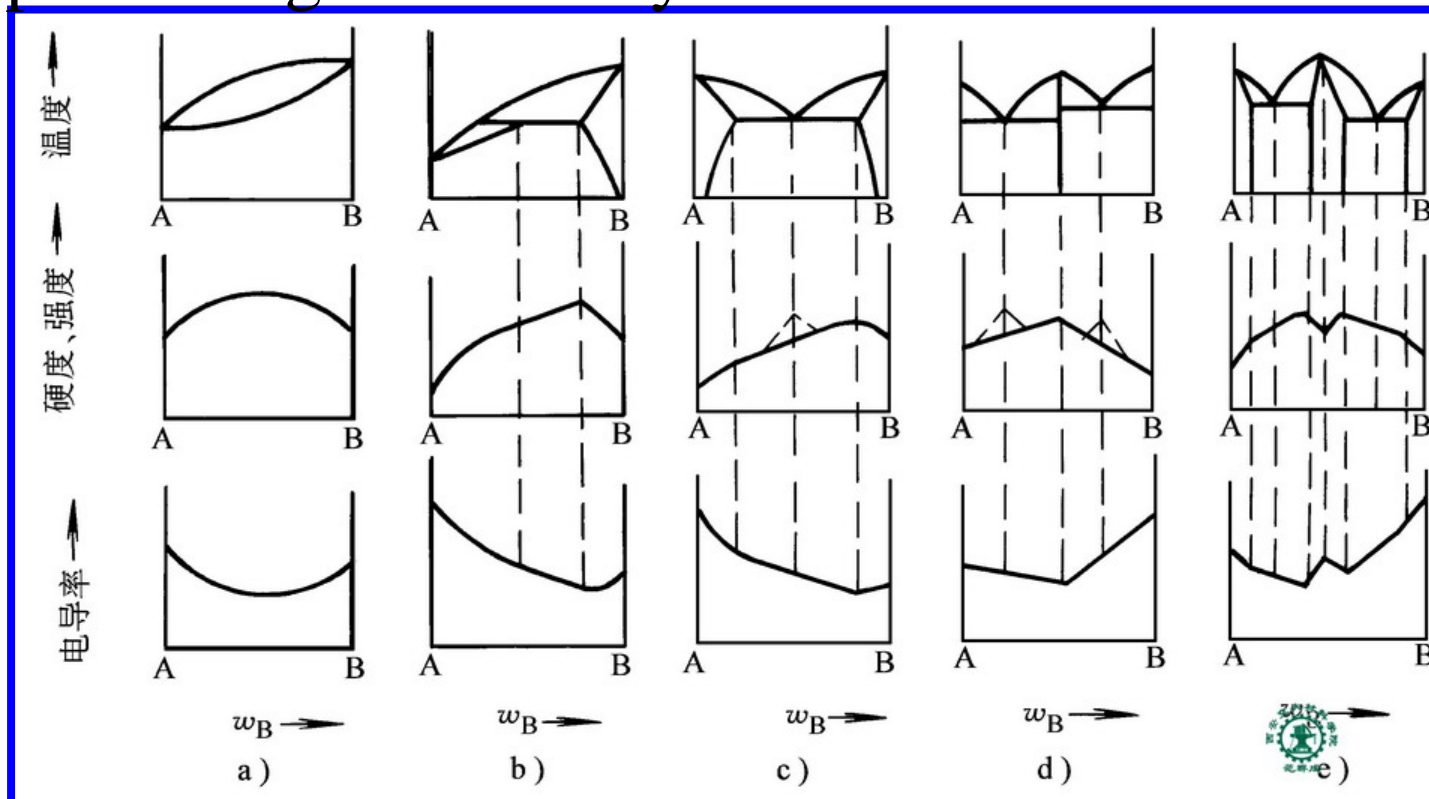 温度
A B A B A B A B A B
硬度、强度
A B A B A B A B A B
电导率
A B A B A B A B A B
w_B w_B w_B w_B
a) b) c) d) e)